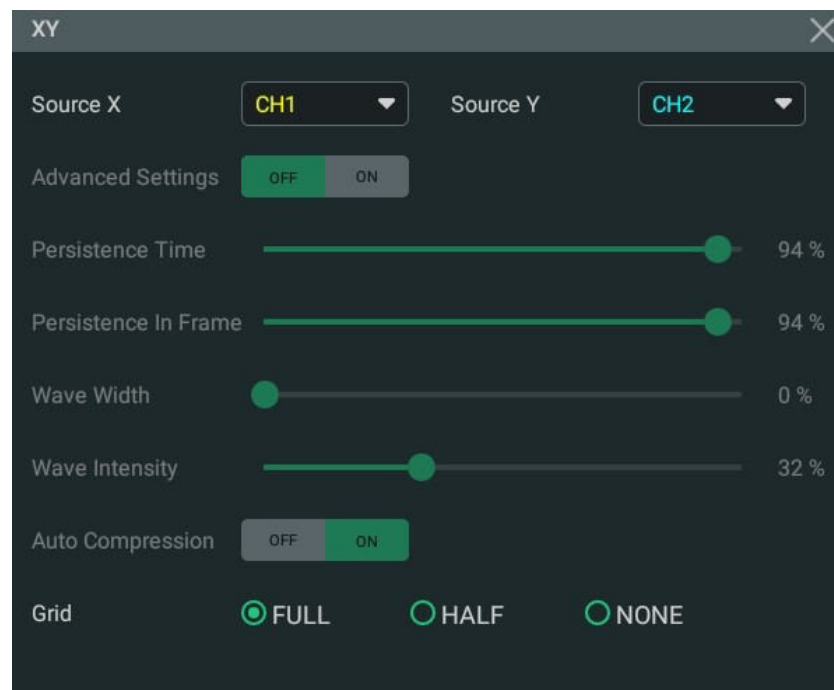 XY
Source X CH1 Source Y CH2
Advanced Settings OFF ON
Persistence Time 94 %
Persistence In Frame 94 %
Wave Width 0 %
Wave Intensity 32 %
Auto Compression OFF ON
Grid FULL HALF NONE